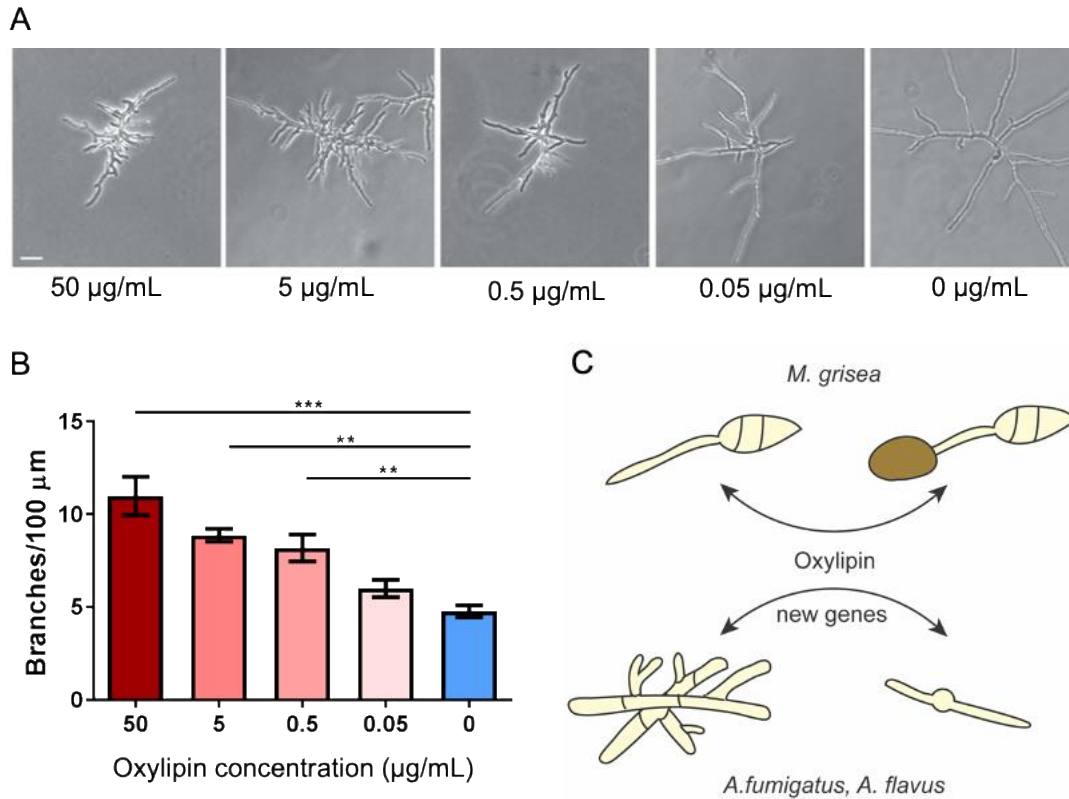 A
50 µg/mL
5 µg/mL
0.5 µg/mL
0.05 µg/mL
0 µg/mL
B
***
**
**
15
10
5
0
Branches/100 µm
50
5
0.5
0.05
0
Oxylipin concentration (µg/mL)
C
M. grisea
Oxylipin
new genes
A.fumigatus, A. flavus